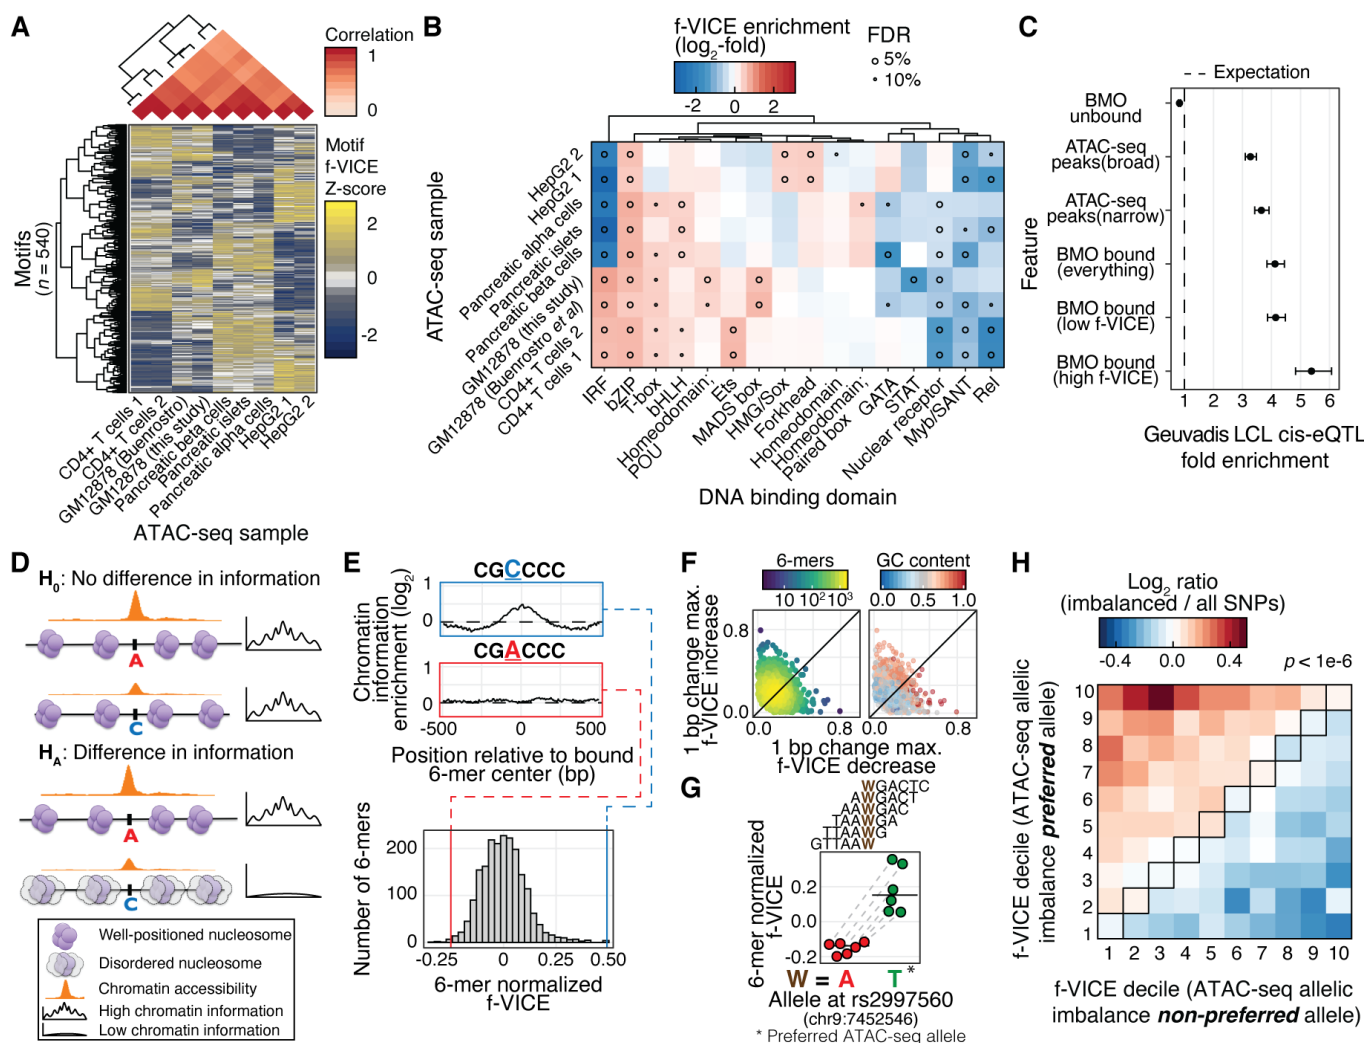 A
Correlation
1
0
Motif
f-VICE
Z-score
2
0
-2
Motifs
(n = 540)
CD4+ T cells 1
CD4+ T cells 2
GM12878 (Buenrostro)
GM12878 (this study)
Pancreatic beta cells
Pancreatic islets
Pancreatic alpha cells
HepG2 1
HepG2 2
ATAC-seq sample
B
f-VICE enrichment
(log2-fold)
-2 0 2
FDR
5%
10%
ATAC-seq sample
HepG2 2
HepG2 1
Pancreatic alpha cells
Pancreatic islets
Pancreatic beta cells
GM12878 (this study)
GM12878 (Buenrostro et al)
CD4+ T cells 2
CD4+ T cells 1
IRF
bZIP
T-box
bHLH
Homeodomain;
POU
Ets
MADS box
HMG/Sox
Forkhead
Homeodomain
Homeodomain;
Paired box
GATA
STAT
Nuclear receptor
Myb/SANT
Rel
DNA binding domain
C
-- Expectation
Feature
BMO
unbound
ATAC-seq
peaks(broad)
ATAC-seq
peaks(narrow)
BMO bound
(everything)
BMO bound
(low f-VICE)
BMO bound
(high f-VICE)
1 2 3 4 5 6
Geuvadis LCL cis-eQTL
fold enrichment
D
H0: No difference in information
A
C
HA: Difference in information
A
C
Well-positioned nucleosome
Disordered nucleosome
Chromatin accessibility
High chromatin information
Low chromatin information
E
Chromatin
information
enrichment (log2)
CGCCCC
1
0
CGACCC
1
0
-500 0 500
Position relative to bound
6-mer center (bp)
Number of 6-mers
200
100
0
-0.25 0 0.25 0.50
6-mer normalized
f-VICE
F
6-mers
10 10² 10³
GC content
0.0 0.5 1.0
1 bp change max.
f-VICE increase
0.8
0.0
0.0 0.8
0.0 0.8
1 bp change max.
f-VICE decrease
G
WGACTC
AWGACT
AAWGAC
TAAWGA
TTAAWG
GTTAAW
6-mer normalized
f-VICE
0.2
0.0
-0.2
W = A T *
Allele at rs2997560
(chr9:7452546)
* Preferred ATAC-seq allele
H
Log2 ratio
(imbalanced / all SNPs)
-0.4 0.0 0.4
p < 1e-6
f-VICE decile (ATAC-seq allelic
imbalance preferred allele)
10
9
8
7
6
5
4
3
2
1
1 2 3 4 5 6 7 8 9 10
f-VICE decile (ATAC-seq allelic
imbalance non-preferred allele)